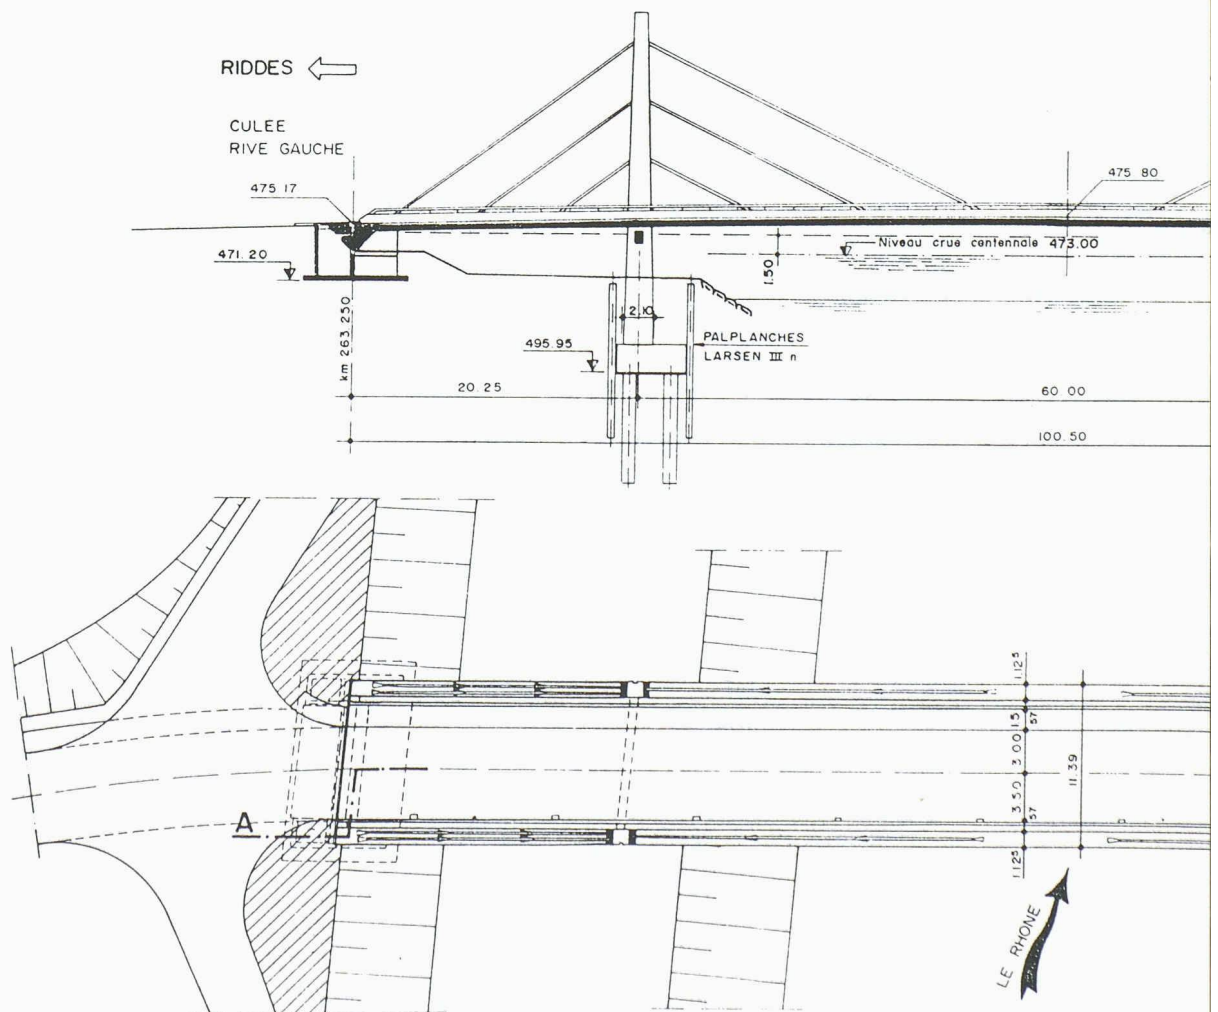 RIDDES
CULEE
RIVE GAUCHE
475.17
475.80
Niveau crue centennale 473.00
471.20
1.50
km 263.250
2.10
PALPLANCHES
LARSEN III n
495.95
20.25
60.00
100.50
1.125
57
1.5
3.00
3.50
57
1.125
11.39
A
LE RHONE